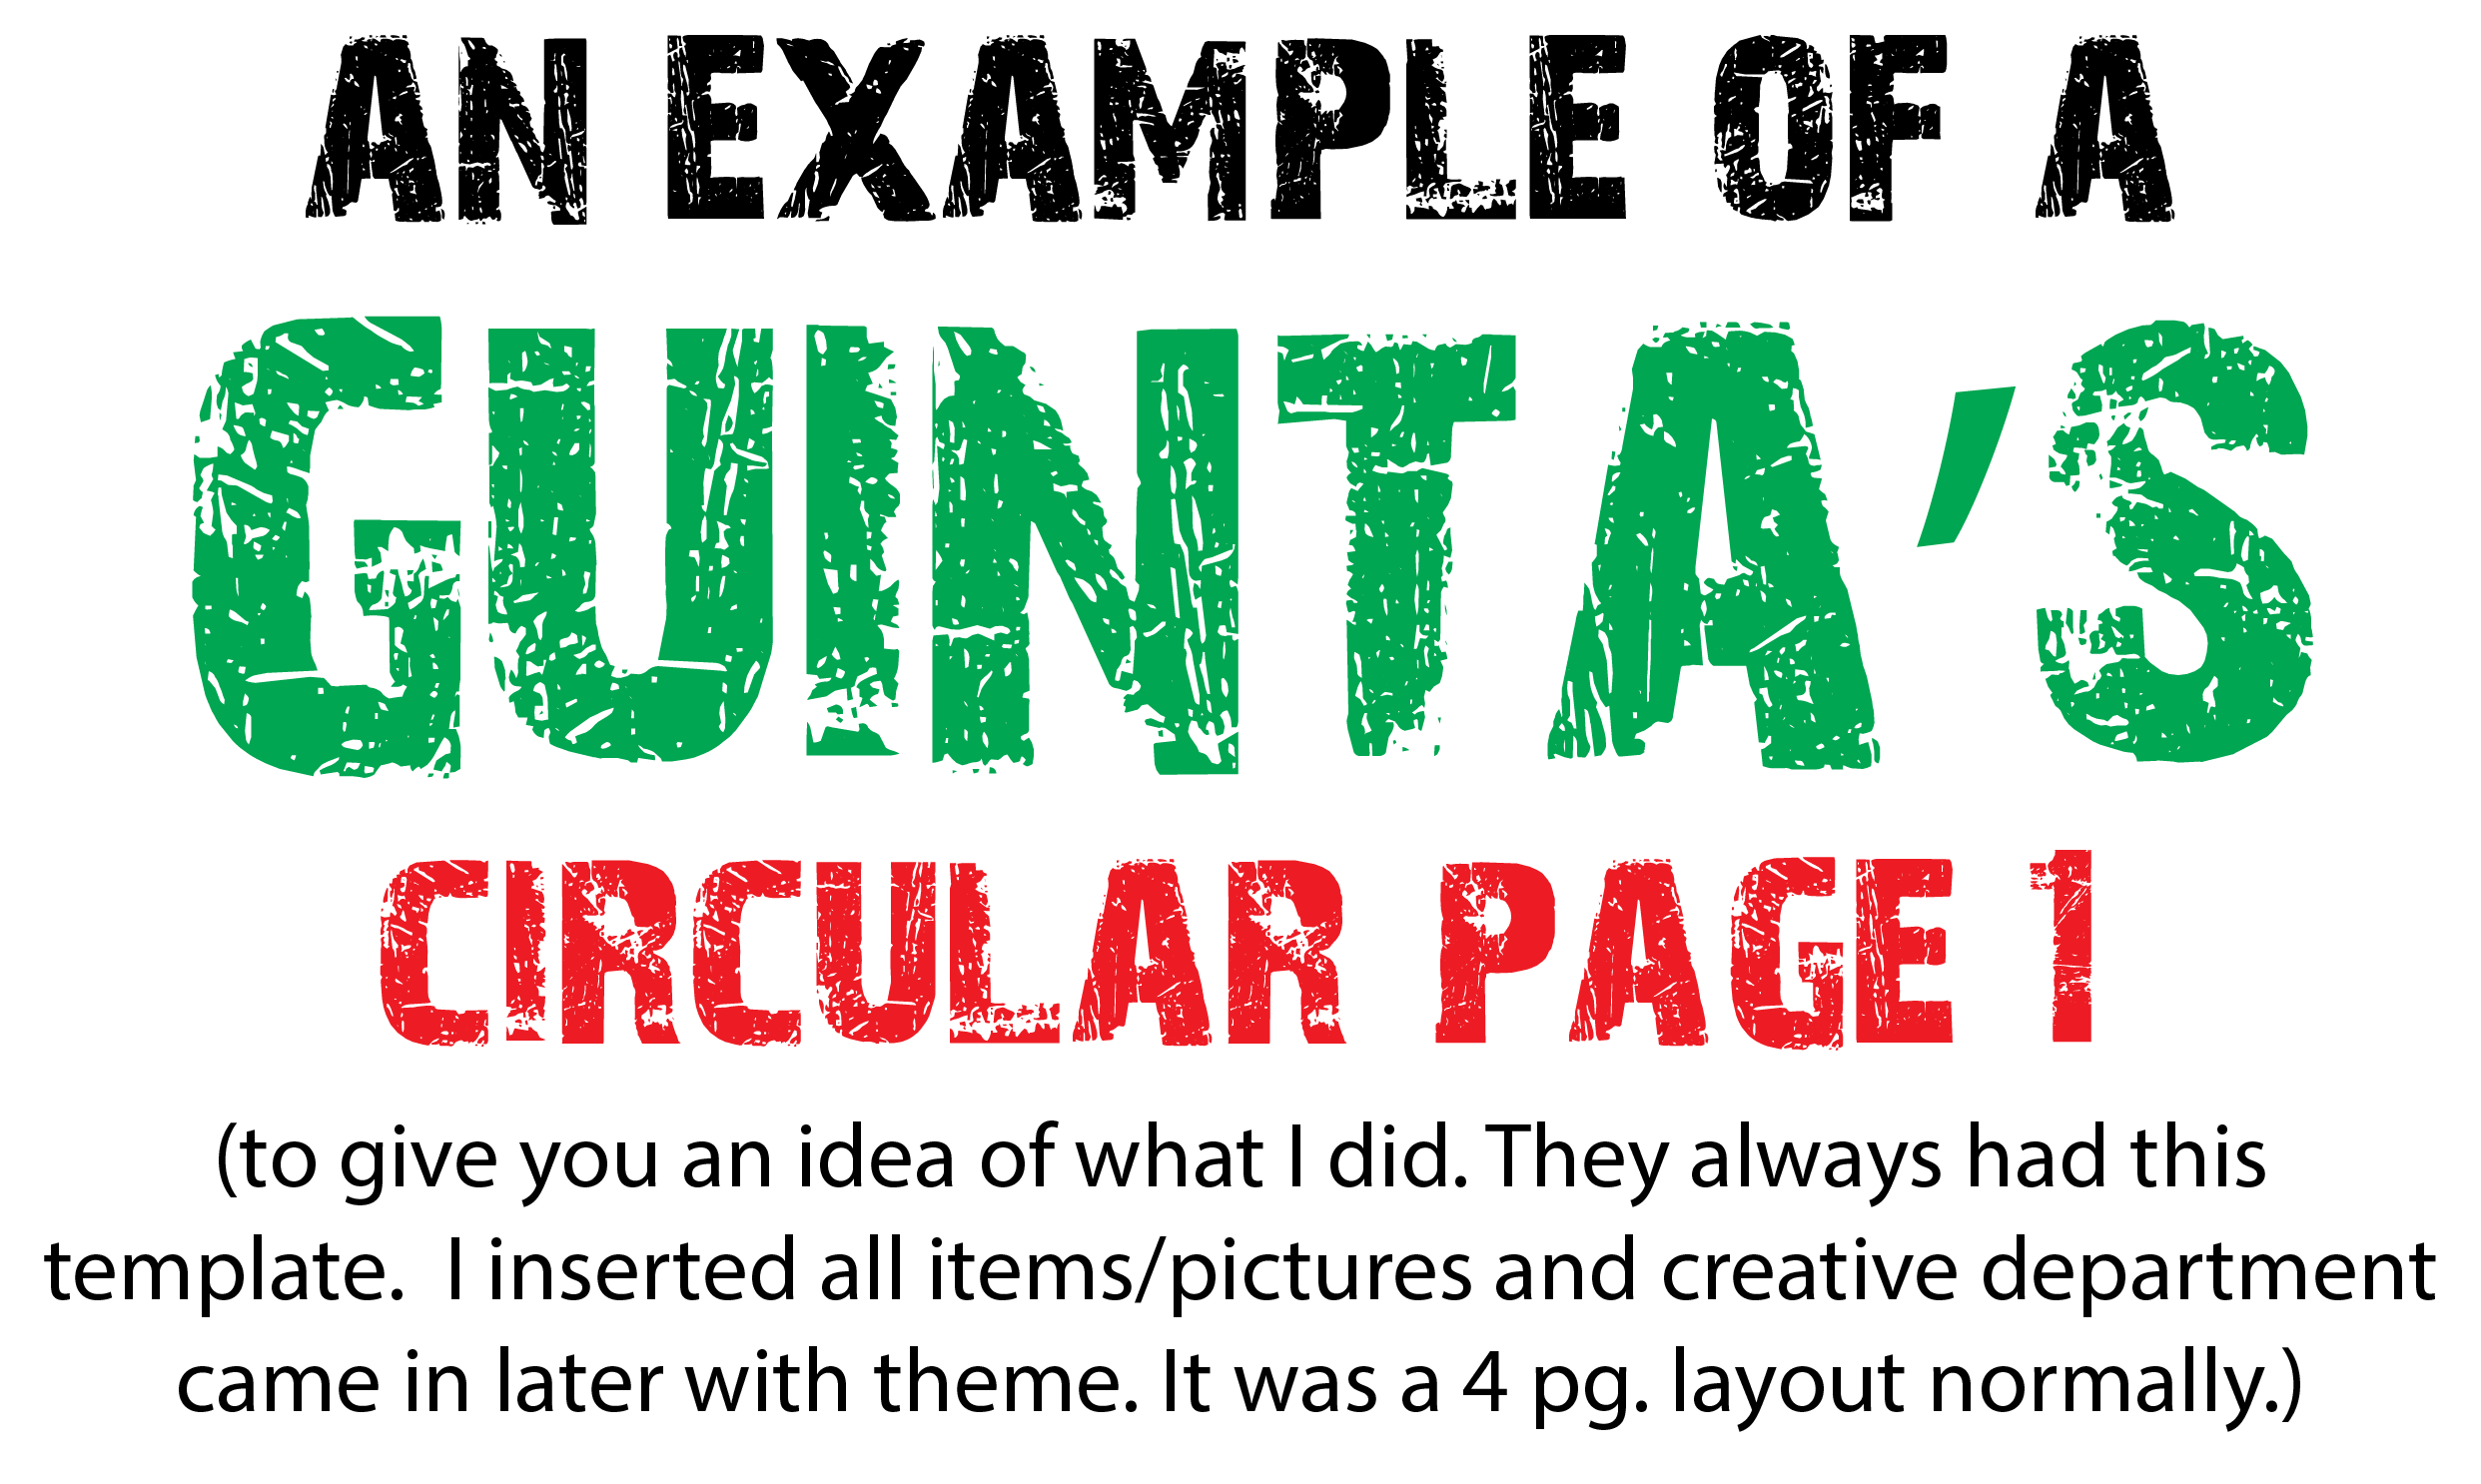 AN EXAMPLE OF A
GUINTA'S
CIRCULAR PAGE 1
(to give you an idea of what I did. They always had this
template.  I inserted all items/pictures and creative department
came in later with theme. It was a 4 pg. layout normally.)